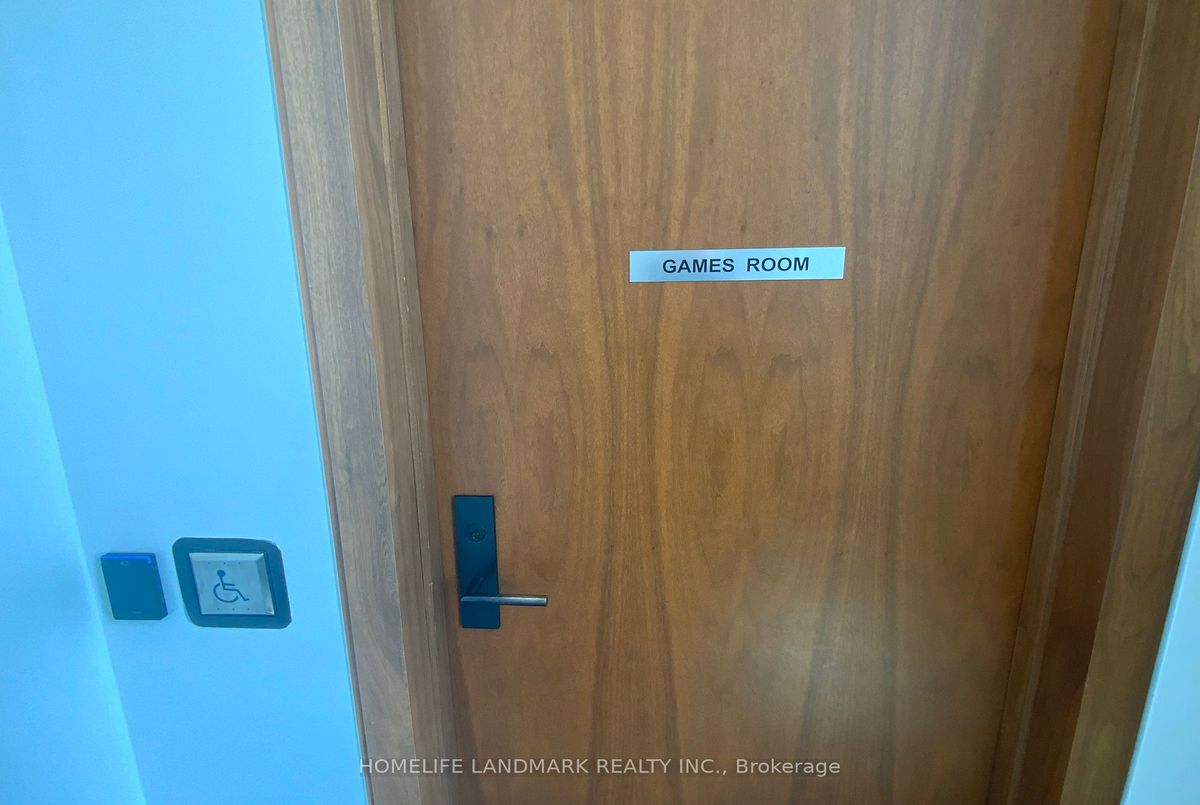 GAMES ROOM
HOMELIFE LANDMARK REALTY INC., Brokerage